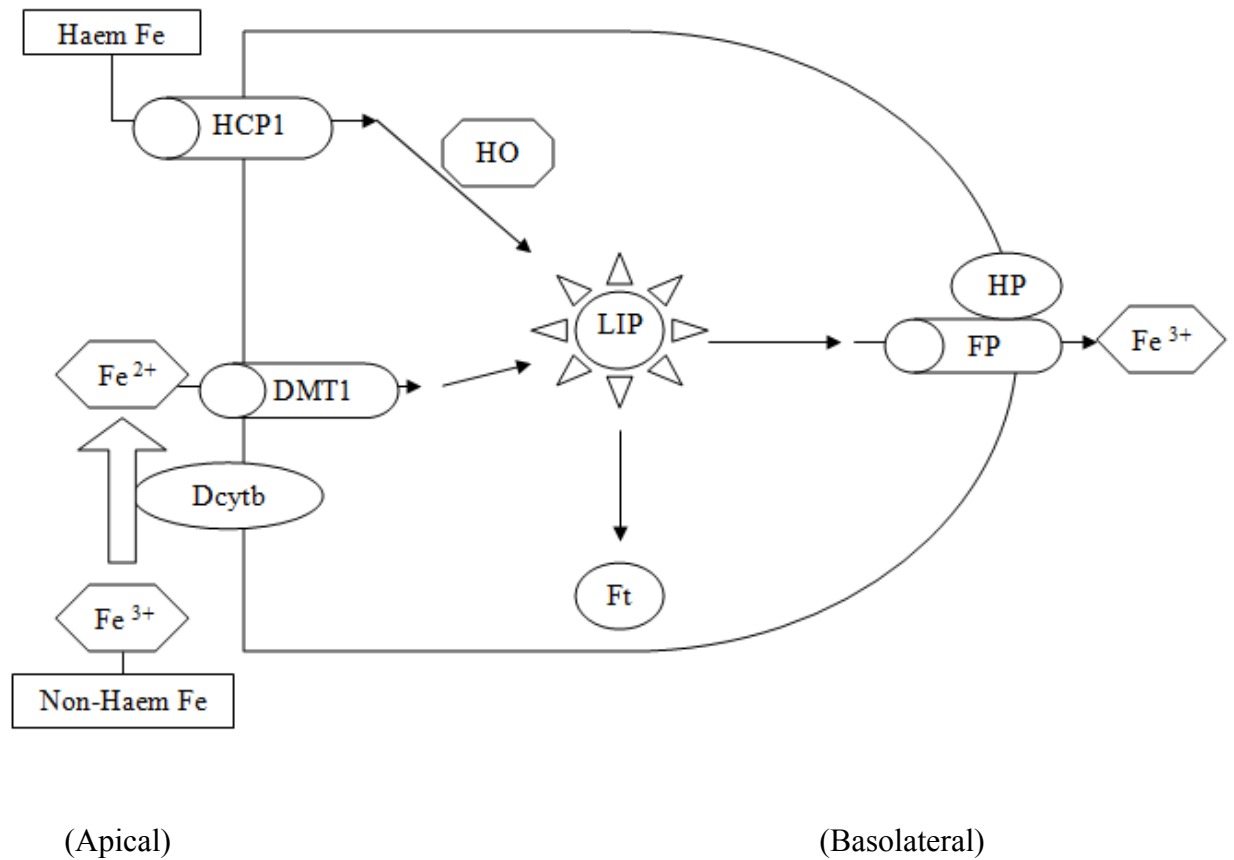 Haem Fe
HCP1
HO
HP
LIP
FP
Fe 3+
Fe 2+
DMT1
Dcytb
Ft
Fe 3+
Non-Haem Fe
(Apical)
(Basolateral)